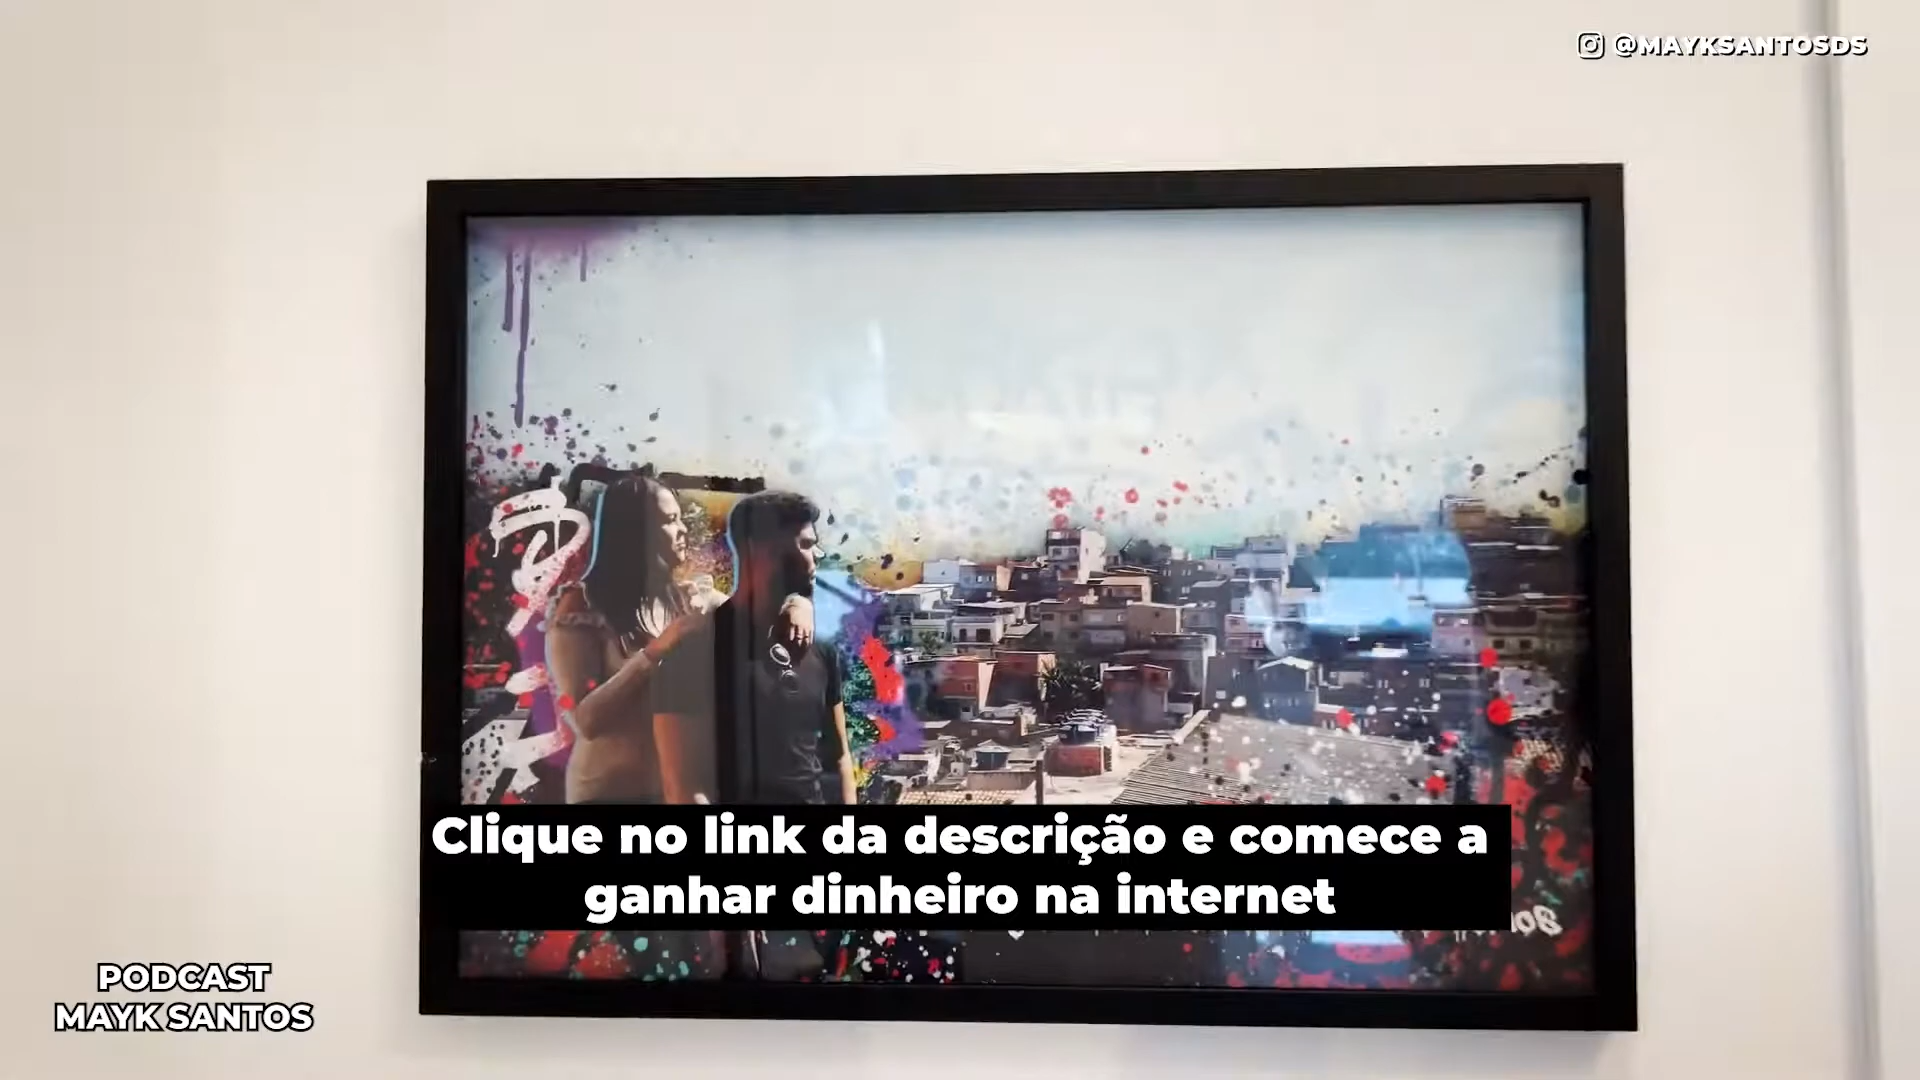 @MAYKSANTOSDS
Clique no link da descrição e comece a
ganhar dinheiro na internet
PODCAST
MAYK SANTOS